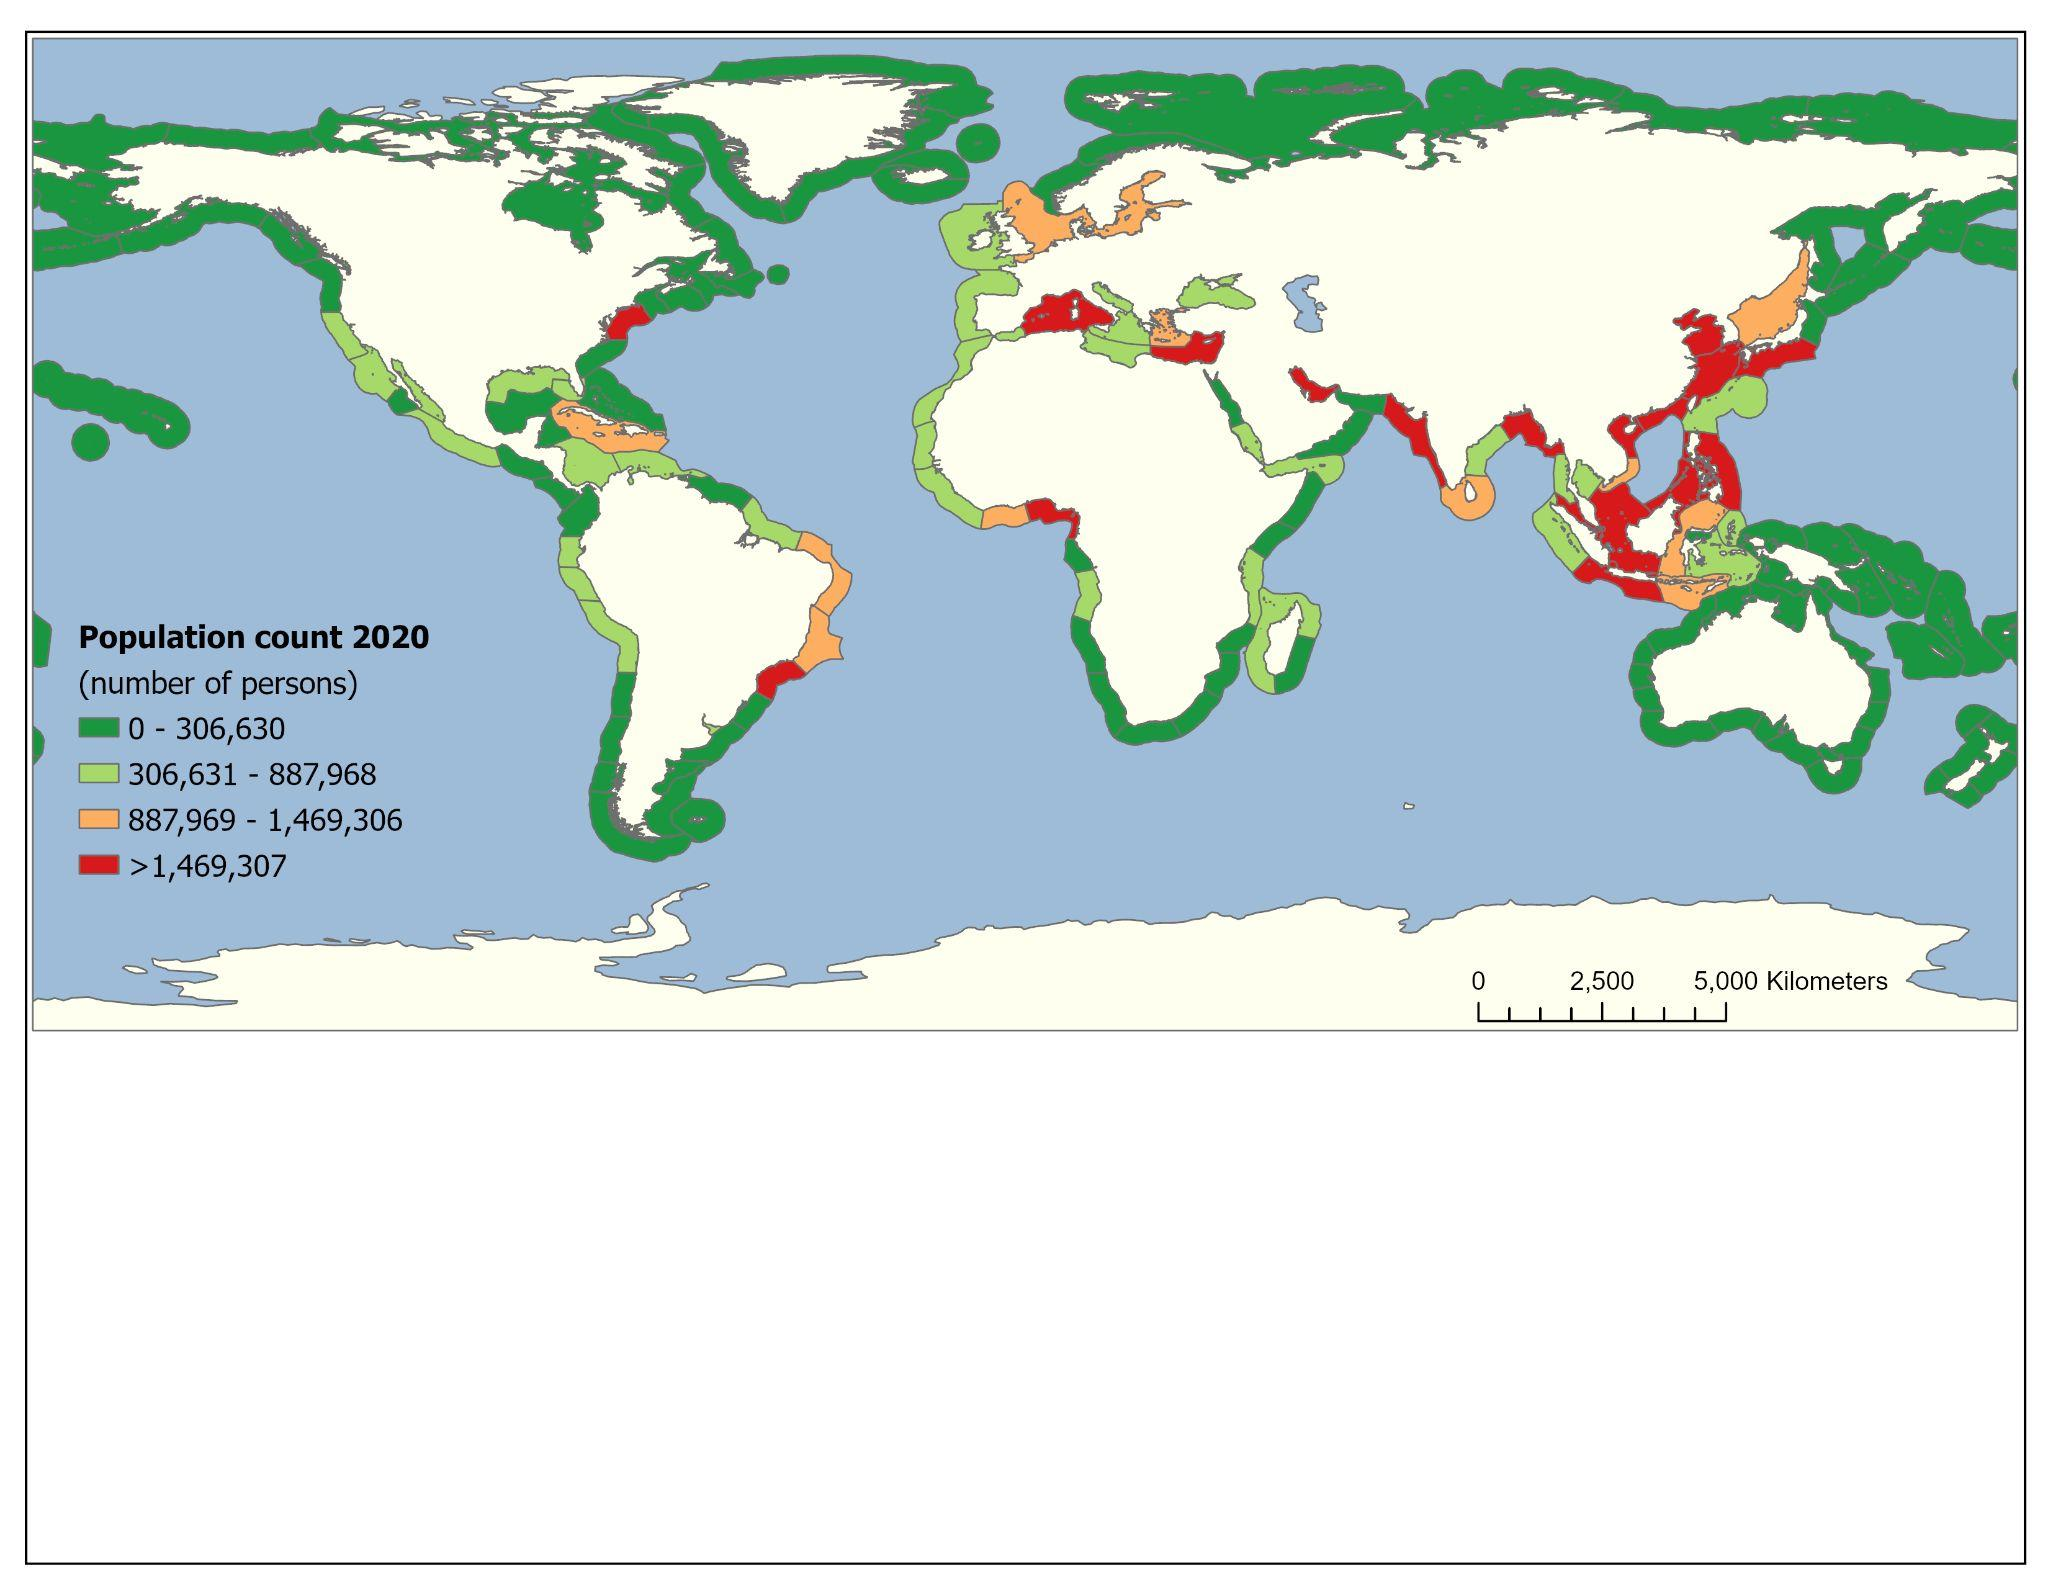 Population count 2020
(number of persons)
0 - 306,630
306,631 - 887,968
887,969 - 1,469,306
>1,469,307
0 2,500 5,000 Kilometers